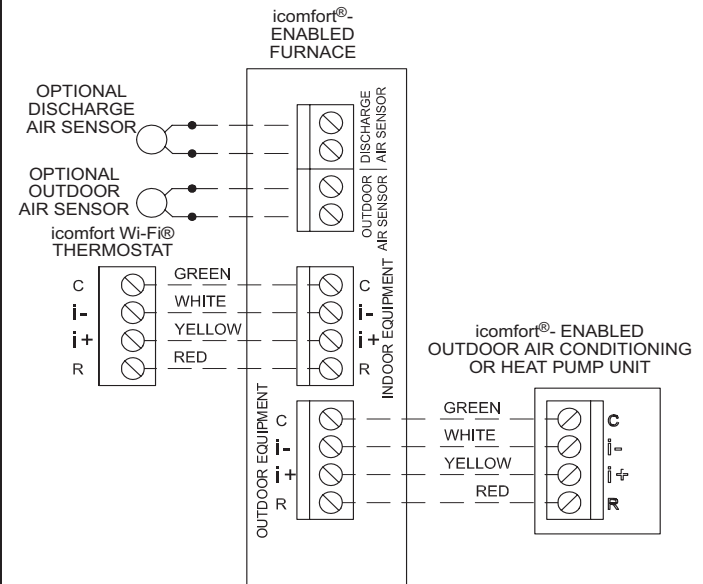 icomfort®-
ENABLED
FURNACE
OPTIONAL
DISCHARGE
AIR SENSOR
DISCHARGE
AIR SENSOR
OPTIONAL
OUTDOOR
AIR SENSOR
OUTDOOR
AIR SENSOR
icomfort Wi-Fi®
THERMOSTAT
C GREEN C
i- WHITE i-
i+ YELLOW i+
R RED R
INDOOR EQUIPMENT
icomfort®- ENABLED
OUTDOOR AIR CONDITIONING
OR HEAT PUMP UNIT
OUTDOOR EQUIPMENT
C GREEN C
i- WHITE i-
i+ YELLOW i+
R RED R